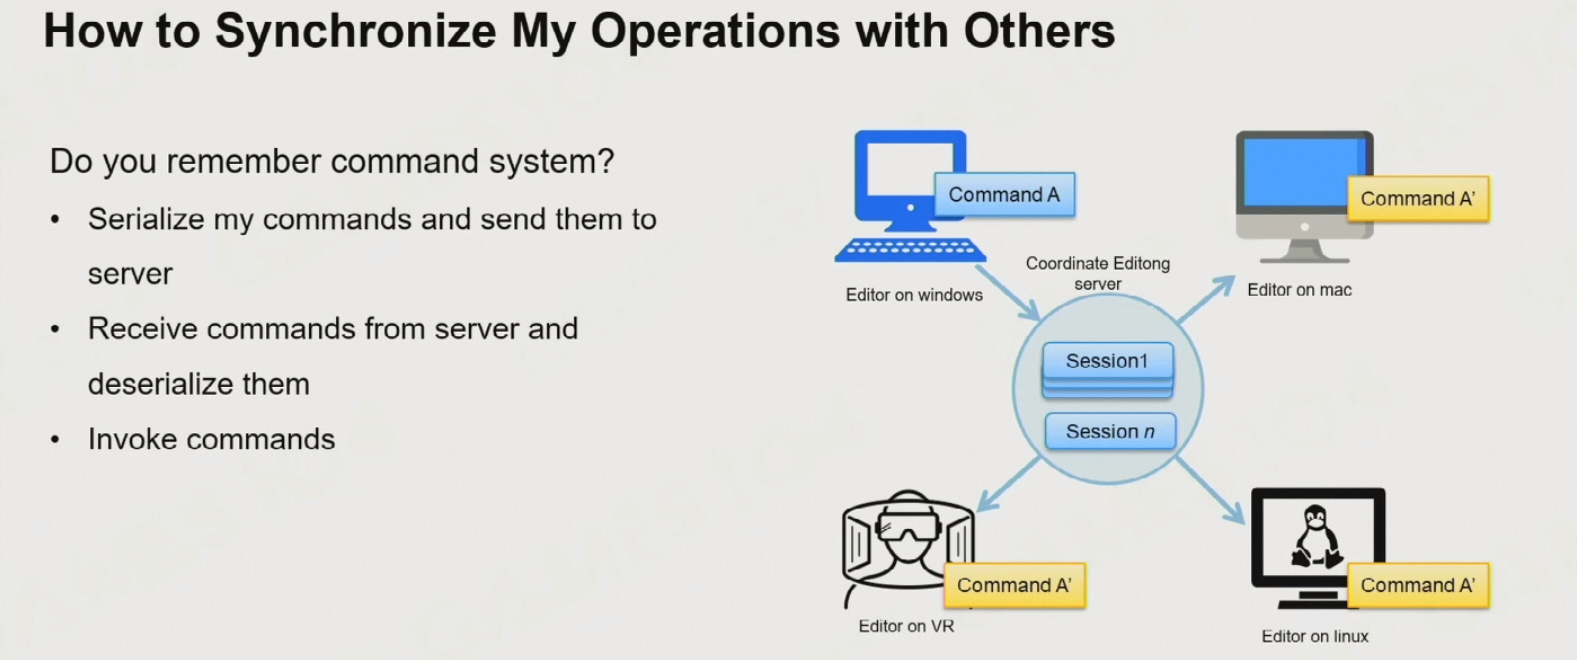 How to Synchronize My Operations with Others
Do you remember command system?
• Serialize my commands and send them to
server
• Receive commands from server and
deserialize them
• Invoke commands
Command A
Editor on windows
Coordinate Editong
server
Command A'
Editor on mac
Session1
Session n
Command A'
Editor on VR
Command A'
Editor on linux